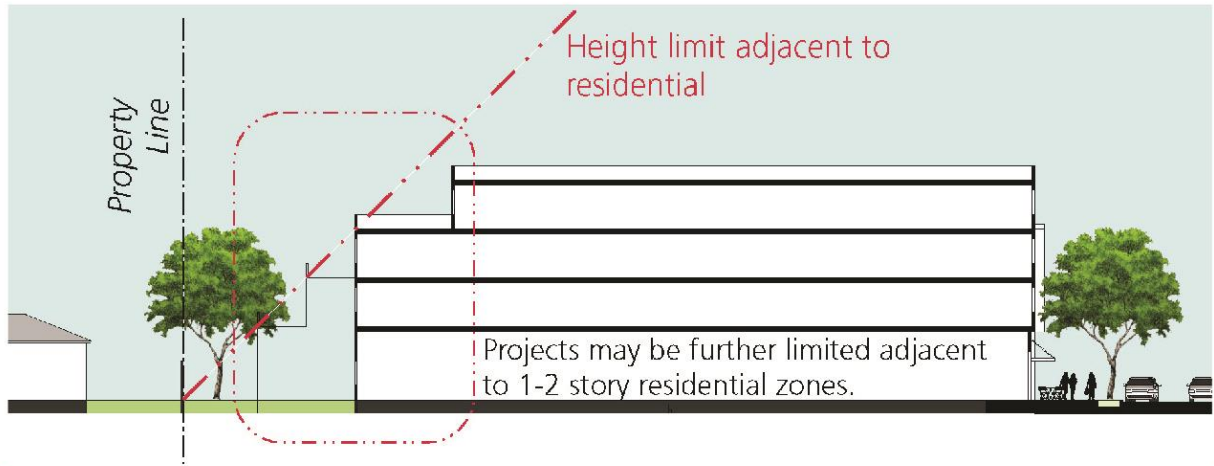 Height limit adjacent to
residential
Property
Line
Projects may be further limited adjacent
to 1-2 story residential zones.